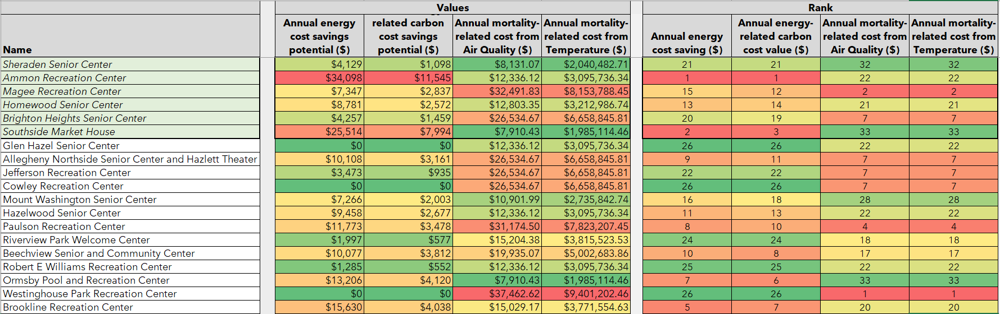 Values Rank
Annual energy related carbon Annual mortality- Annual mortality- Annual energy- Annual mortality- Annual mortality-
cost savings cost savings related cost from related cost from Annual energy related carbon related cost from related cost from
Name potential ($) potential ($) Air Quality ($) Temperature ($) cost saving ($) cost value ($) Air Quality ($) Temperature ($)
Sheraden Senior Center $4,129 $1,098 $8,131.07 $2,040,482.71 21 21 32 32
Ammon Recreation Center $34,098 $11,545 $12,336.12 $3,095,736.34 1 1 22 22
Magee Recreation Center $7,347 $2,837 $32,491.83 $8,153,788.45 15 12 2 2
Homewood Senior Center $8,781 $2,572 $12,803.35 $3,212,986.74 13 14 21 21
Brighton Heights Senior Center $4,257 $1,459 $26,534.67 $6,658,845.81 20 19 7 7
Southside Market House $25,514 $7,994 $7,910.43 $1,985,114.46 2 3 33 33
Glen Hazel Senior Center $0 $0 $12,336.12 $3,095,736.34 26 26 22 22
Allegheny Northside Senior Center and Hazlett Theater $10,108 $3,161 $26,534.67 $6,658,845.81 9 11 7 7
Jefferson Recreation Center $3,473 $935 $26,534.67 $6,658,845.81 22 22 7 7
Cowley Recreation Center $0 $0 $26,534.67 $6,658,845.81 26 26 7 7
Mount Washington Senior Center $7,266 $2,003 $10,901.99 $2,735,842.74 16 18 28 28
Hazelwood Senior Center $9,458 $2,677 $12,336.12 $3,095,736.34 11 13 22 22
Paulson Recreation Center $11,773 $3,478 $31,174.50 $7,823,207.45 8 10 4 4
Riverview Park Welcome Center $1,997 $577 $15,204.38 $3,815,523.53 24 24 18 18
Beechview Senior and Community Center $10,077 $3,812 $19,935.07 $5,002,683.86 10 8 17 17
Robert E Williams Recreation Center $1,285 $552 $12,336.12 $3,095,736.34 25 25 22 22
Ormsby Pool and Recreation Center $13,206 $4,120 $7,910.43 $1,985,114.46 7 6 33 33
Westinghouse Park Recreation Center $0 $0 $37,462.62 $9,401,202.46 26 26 1 1
Brookline Recreation Center $15,630 $4,038 $15,029.17 $3,771,554.63 5 7 20 20